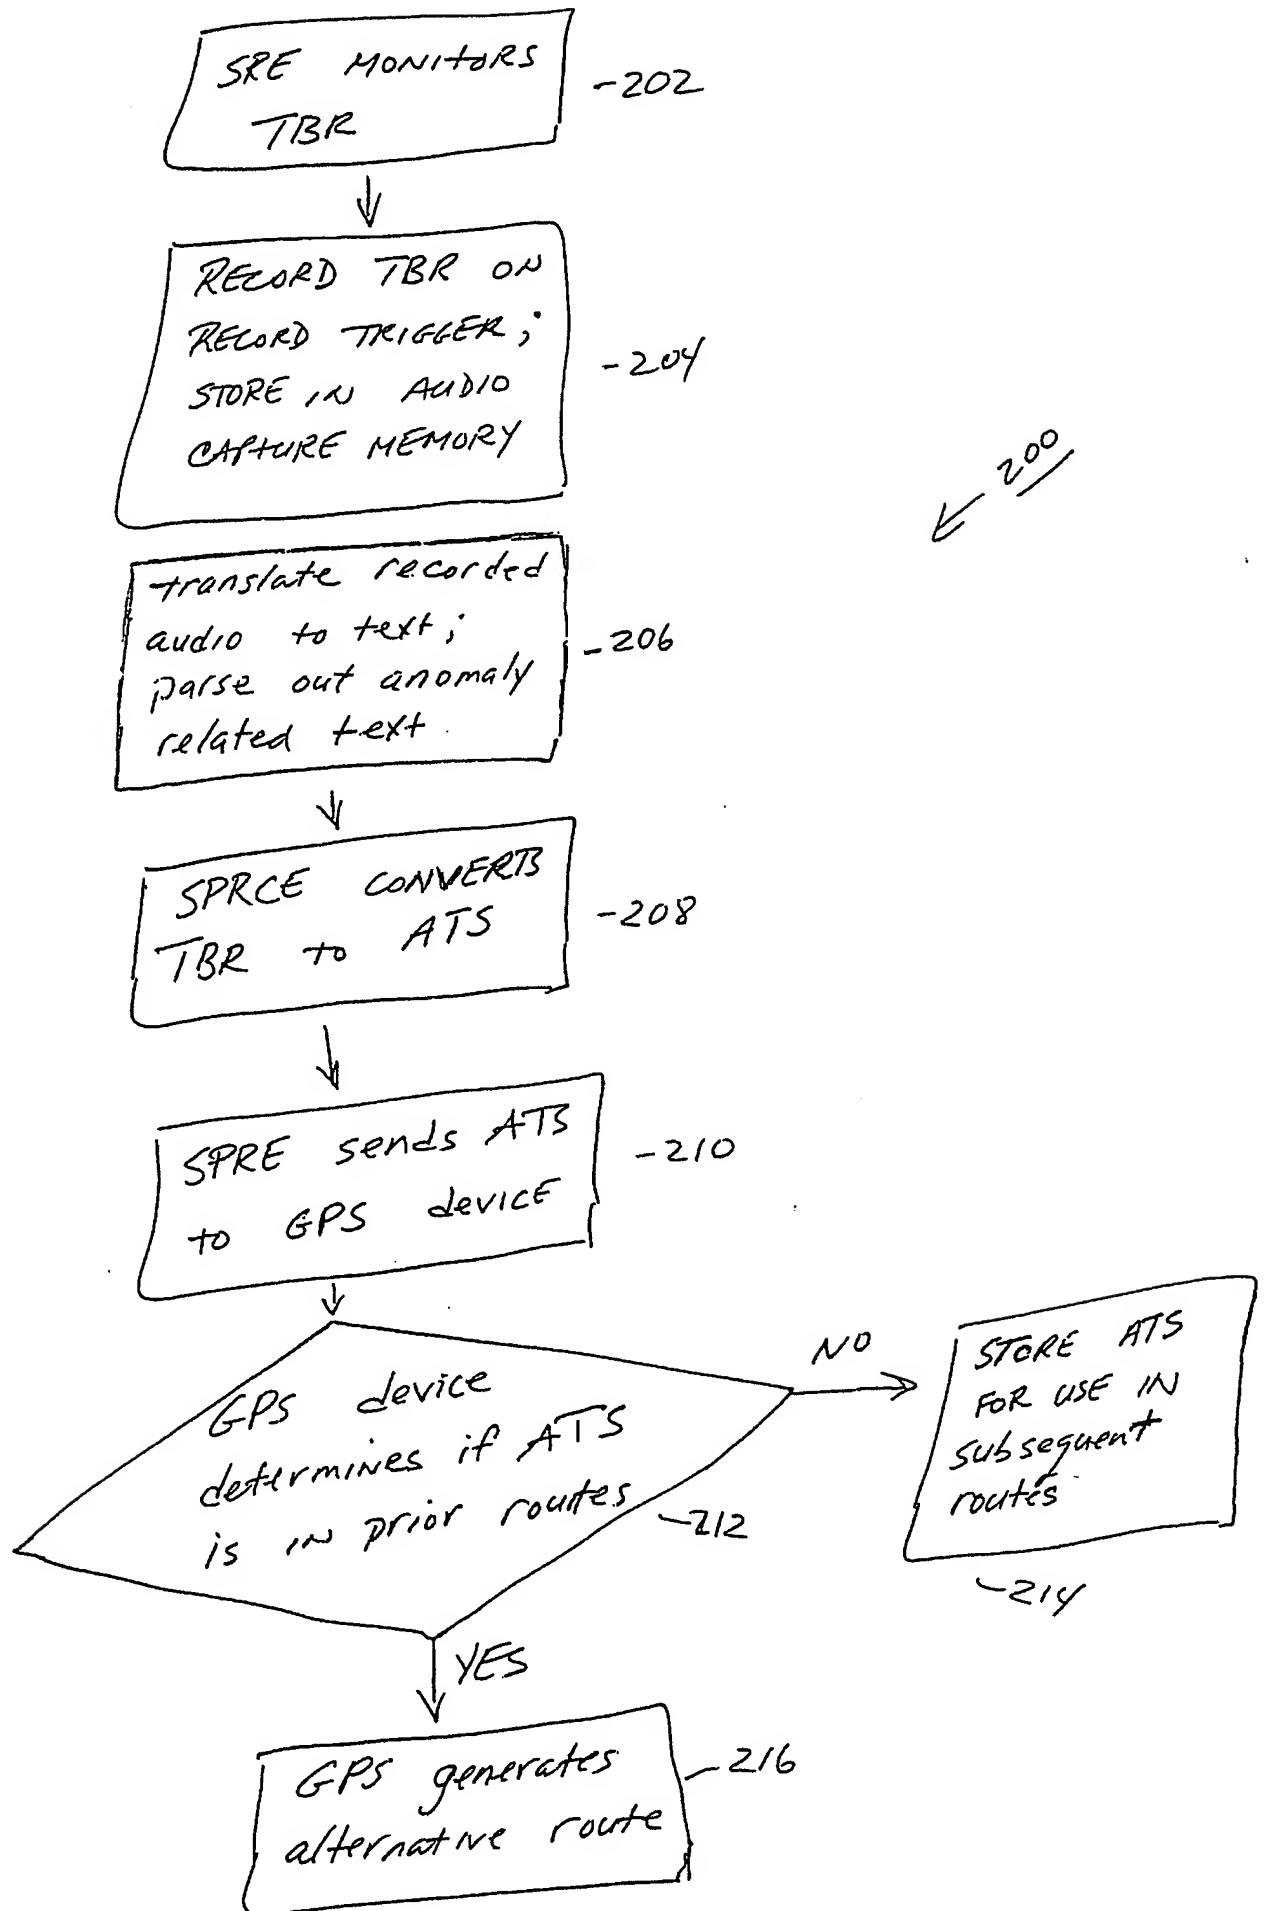 SRE MONITORS
TBR
-202
RECORD TBR ON
RECORD TRIGGER;
STORE IN AUDIO
CAPTURE MEMORY
-204
200
translate recorded
audio to text;
parse out anomaly
related text.
-206
SPRCE CONVERTS
TBR to ATS
-208
SPRE sends ATS
to GPS device
-210
GPS device
determines if ATS
is in prior routes
-212
NO
STORE ATS
FOR USE IN
subsequent
routes
-214
YES
GPS generates
alternative route
-216